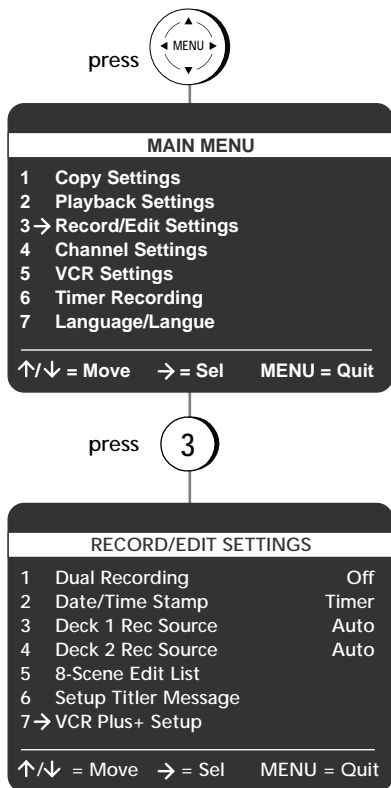 press
MENU
MAIN MENU
1 Copy Settings
2 Playback Settings
3→ Record/Edit Settings
4 Channel Settings
5 VCR Settings
6 Timer Recording
7 Language/Langue
↑/↓ = Move → = Sel MENU = Quit
press
3
RECORD/EDIT SETTINGS
1 Dual Recording Off
2 Date/Time Stamp Timer
3 Deck 1 Rec Source Auto
4 Deck 2 Rec Source Auto
5 8-Scene Edit List
6 Setup Titler Message
7→ VCR Plus+ Setup
↑/↓ = Move → = Sel MENU = Quit